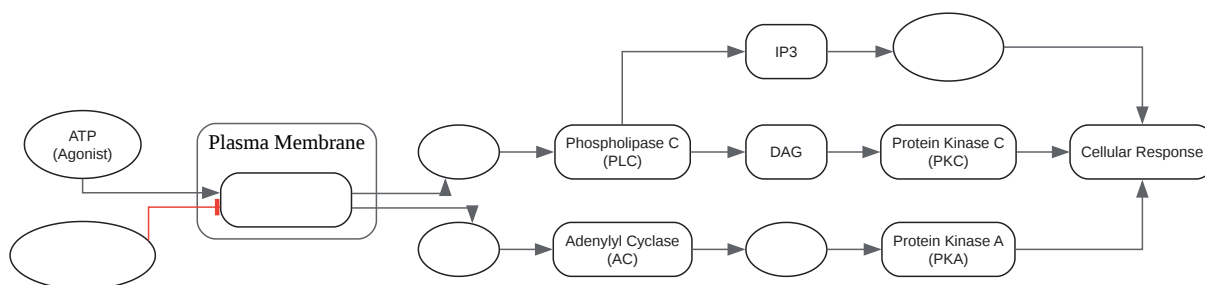 IP3
ATP
(Agonist)
Plasma Membrane
Phospholipase C
(PLC)
DAG
Protein Kinase C
(PKC)
Cellular Response
Adenylyl Cyclase
(AC)
Protein Kinase A
(PKA)